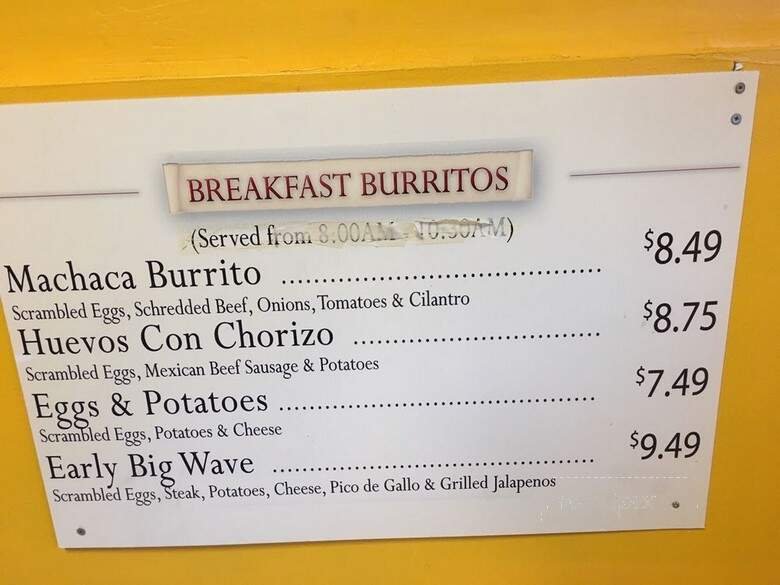 BREAKFAST BURRITOS
(Served from 8:00AM - 10:30AM)
Machaca Burrito ........................................ $8.49
Scrambled Eggs, Schredded Beef, Onions, Tomatoes & Cilantro
Huevos Con Chorizo ............................... $8.75
Scrambled Eggs, Mexican Beef Sausage & Potatoes
Eggs & Potatoes ........................................ $7.49
Scrambled Eggs, Potatoes & Cheese
Early Big Wave ........................................ $9.49
Scrambled Eggs, Steak, Potatoes, Cheese, Pico de Gallo & Grilled Jalapenos